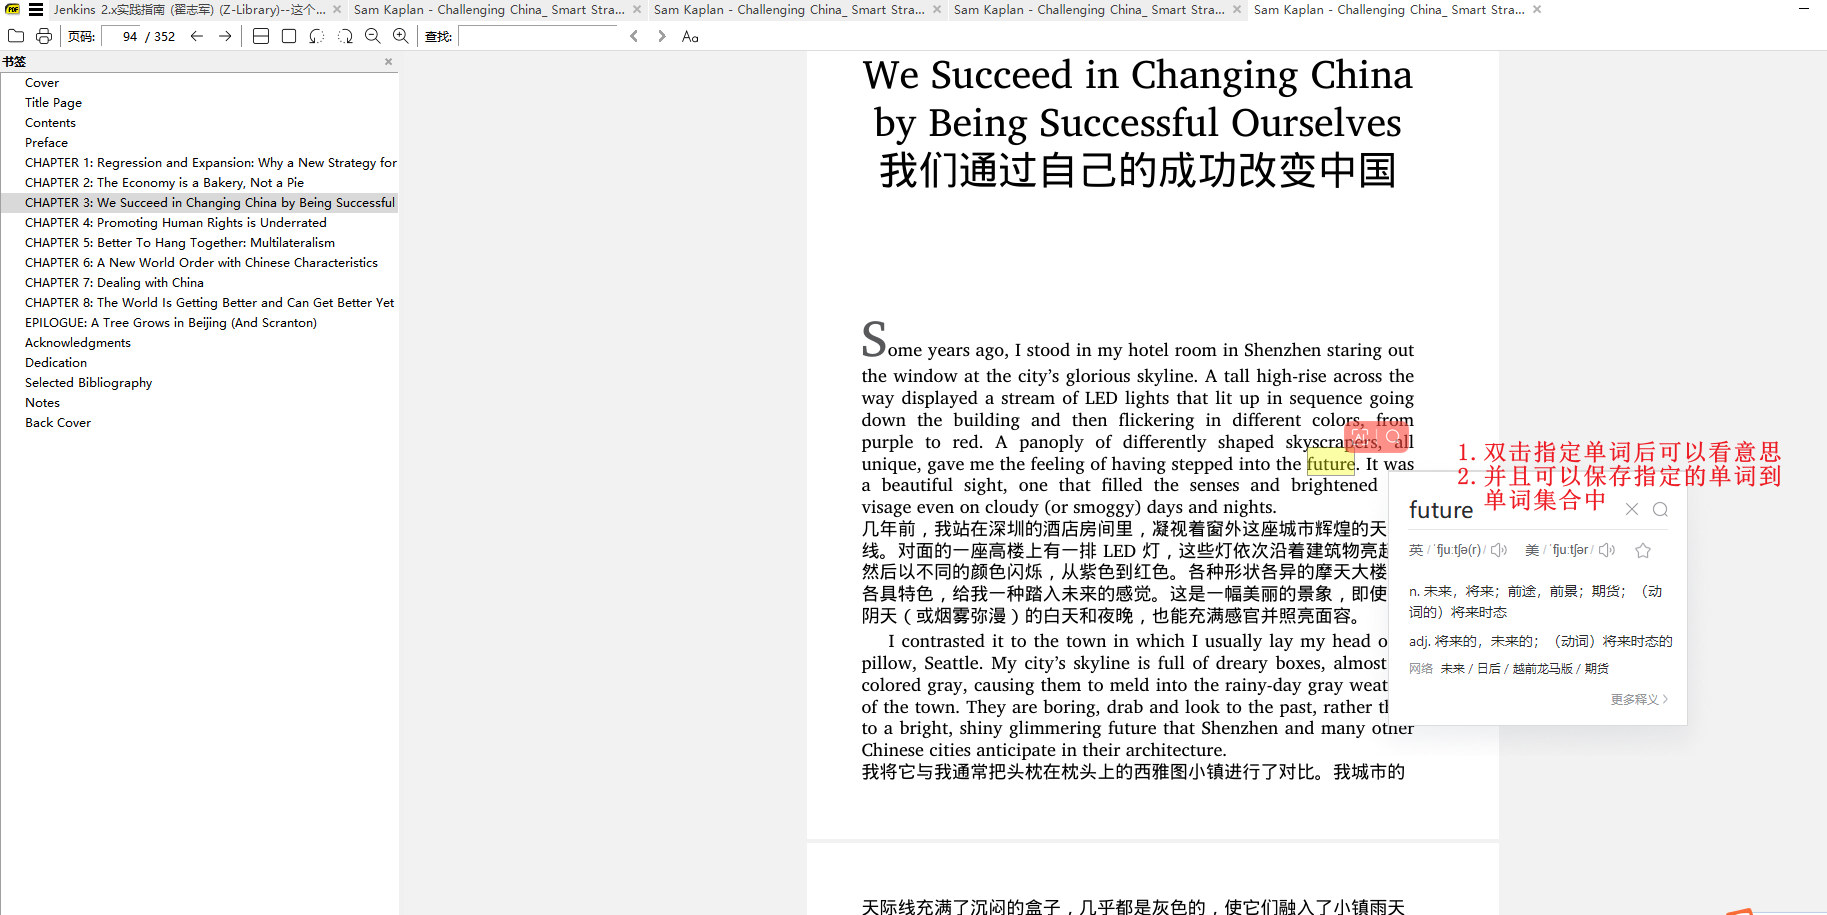 Jenkins 2.x实践指南 (翟志军) (Z-Library)--这个...
Sam Kaplan - Challenging China_ Smart Stra...
Sam Kaplan - Challenging China_ Smart Stra...
Sam Kaplan - Challenging China_ Smart Stra...
Sam Kaplan - Challenging China_ Smart Stra...
页码: 94 / 352
查找:
Aa
书签
Cover
Title Page
Contents
Preface
CHAPTER 1: Regression and Expansion: Why a New Strategy for
CHAPTER 2: The Economy is a Bakery, Not a Pie
CHAPTER 3: We Succeed in Changing China by Being Successful
CHAPTER 4: Promoting Human Rights is Underrated
CHAPTER 5: Better To Hang Together: Multilateralism
CHAPTER 6: A New World Order with Chinese Characteristics
CHAPTER 7: Dealing with China
CHAPTER 8: The World Is Getting Better and Can Get Better Yet
EPILOGUE: A Tree Grows in Beijing (And Scranton)
Acknowledgments
Dedication
Selected Bibliography
Notes
Back Cover
We Succeed in Changing China
by Being Successful Ourselves
我们通过自己的成功改变中国
Some years ago, I stood in my hotel room in Shenzhen staring out
the window at the city’s glorious skyline. A tall high-rise across the
way displayed a stream of LED lights that lit up in sequence going
down the building and then flickering in different colors, from
purple to red. A panoply of differently shaped skyscrapers, all
unique, gave me the feeling of having stepped into the future. It was
a beautiful sight, one that filled the senses and brightened
visage even on cloudy (or smoggy) days and nights.
几年前，我站在深圳的酒店房间里，凝视着窗外这座城市辉煌的天
线。对面的一座高楼上有一排 LED 灯，这些灯依次沿着建筑物亮起
然后以不同的颜色闪烁，从紫色到红色。各种形状各异的摩天大楼
各具特色，给我一种踏入未来的感觉。这是一幅美丽的景象，即使
阴天（或烟雾弥漫）的白天和夜晚，也能充满感官并照亮面容。
I contrasted it to the town in which I usually lay my head o
pillow, Seattle. My city’s skyline is full of dreary boxes, almost
colored gray, causing them to meld into the rainy-day gray weat
of the town. They are boring, drab and look to the past, rather th
to a bright, shiny glimmering future that Shenzhen and many other
Chinese cities anticipate in their architecture.
我将它与我通常把头枕在枕头上的西雅图小镇进行了对比。我城市的
天际线充满了沉闷的盒子，几乎都是灰色的，使它们融入了小镇雨天
1. 双击指定单词后可以看意思
2. 并且可以保存指定的单词到
单词集合中
future
英 / ˈfjuːtʃə(r) / 美 / ˈfjuːtʃər /
n. 未来，将来；前途，前景；期货；（动
词的）将来时态
adj. 将来的，未来的；（动词）将来时态的
网络 未来 / 日后 / 越前龙马版 / 期货
更多释义